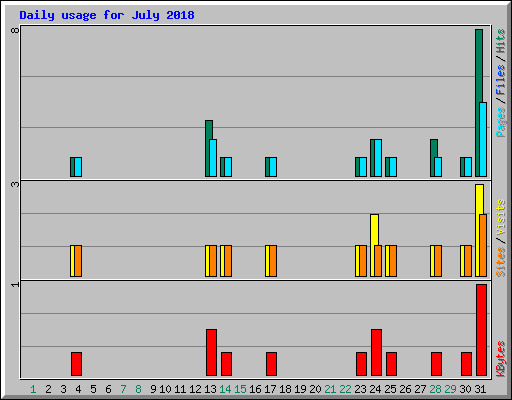 Daily usage for July 2018
8
3
1
Pages / Files / Hits
Sites / Visits
KBytes
1 2 3 4 5 6 7 8 9 10 11 12 13 14 15 16 17 18 19 20 21 22 23 24 25 26 27 28 29 30 31